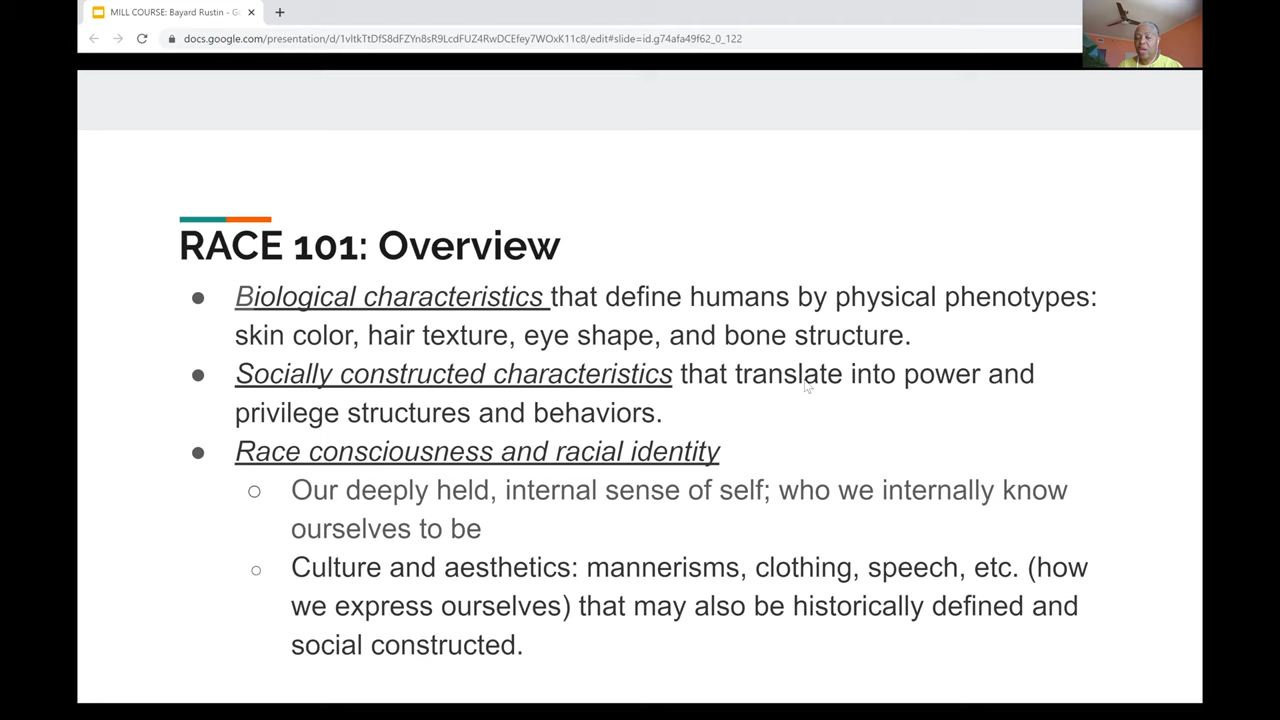 MILL COURSE: Bayard Rustin - G
docs.google.com/presentation/d/1vltkTtDfS8dFZYn8sR9LcdFUZ4RwDCEfey7WOxK11c8/edit#slide=id.g74afa49f62_0_122
RACE 101: Overview
● Biological characteristics that define humans by physical phenotypes:
skin color, hair texture, eye shape, and bone structure.
● Socially constructed characteristics that translate into power and
privilege structures and behaviors.
● Race consciousness and racial identity
○ Our deeply held, internal sense of self; who we internally know
ourselves to be
○ Culture and aesthetics: mannerisms, clothing, speech, etc. (how
we express ourselves) that may also be historically defined and
social constructed.